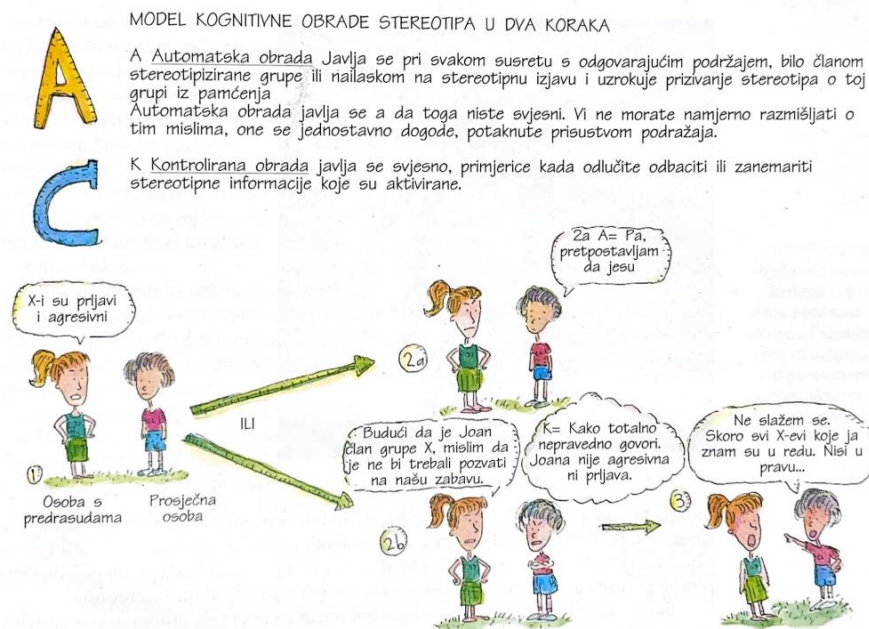 MODEL KOGNITIVNE OBRADE STEREOTIPA U DVA KORAKA
A
A Automatska obrada Javlja se pri svakom susretu s odgovarajućim podržajem, bilo članom
stereotipizirane grupe ili nailaskom na stereotipnu izjavu i uzrokuje prizivanje stereotipa o toj
grupi iz pamćenja
Automatska obrada javlja se a da toga niste svjesni. Vi ne morate namjerno razmišljati o
tim mislima, one se jednostavno dogode, potaknute prisustvom podražaja.
C
K Kontrolirana obrada javlja se svjesno, primjerice kada odlučite odbaciti ili zanemariti
stereotipne informacije koje su aktivirane.
X-i su prljavi
i agresivni
1
Osoba s
predrasudama
Prosječna
osoba
ILI
2a A= Pa,
pretpostavljam
da jesu
2a
Budući da je Joan
član grupe X, mislim da
je ne bi trebali pozvati
na našu zabavu.
K= Kako totalno
nepravedno govori.
Joana nije agresivna
ni prljava.
2b
Ne slažem se.
Skoro svi X-evi koje ja
znam su u redu. Nisi u
pravu...
3